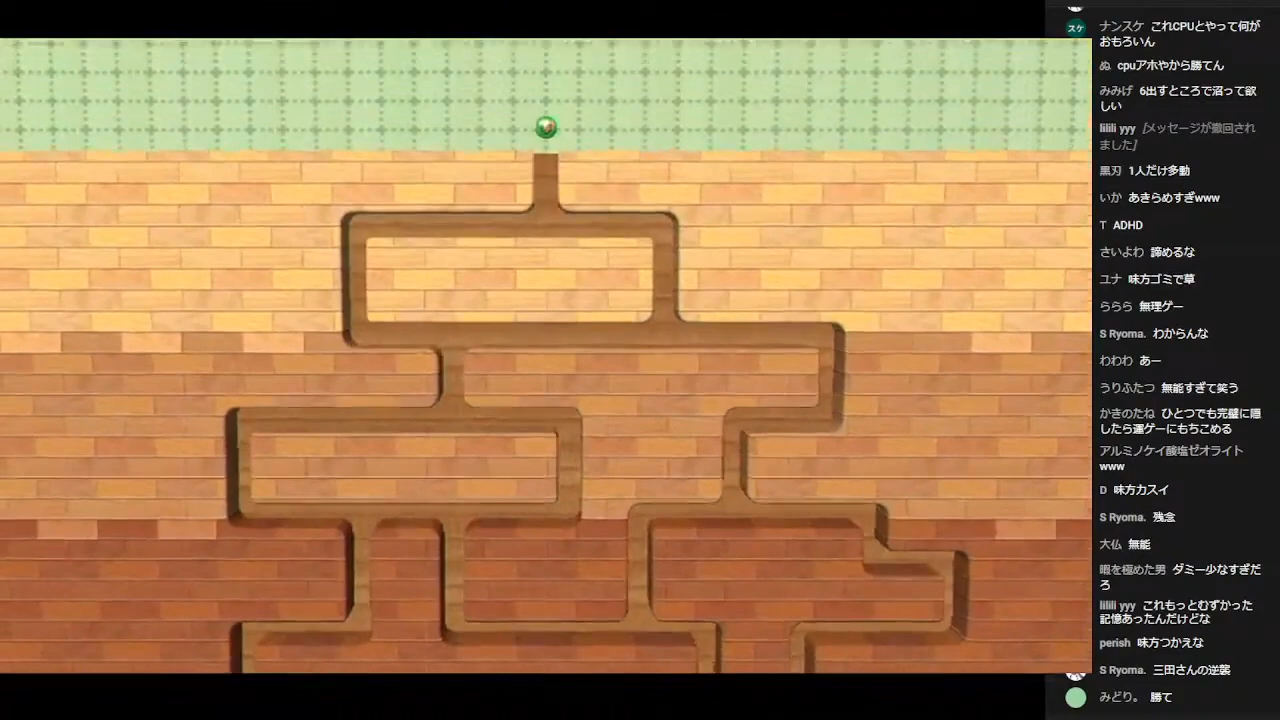 スケ ナンスケ これCPUとやって何が
おもろいん
ぬ cpuアホやから勝てん
みみげ 6出すところで沼って欲
しい
lilili yyy [メッセージが撤回され
ました]
黒刃 1人だけ多動
いか あきらめすぎwww
T ADHD
さいよわ 諦めるな
ユナ 味方ゴミで草
ららら 無理ゲー
S Ryoma. わからんな
わわわ あー
うりふたつ 無能すぎて笑う
かきのたね ひとつでも完璧に隠
したら運ゲーにもちこめる
アルミノケイ酸塩ゼオライト
www
D 味方カスイ
S Ryoma. 残念
大仏 無能
暇を極めた男 ダミー少なすぎだ
ろ
lilili yyy これもっとむずかった
記憶あったんだけどな
perish 味方つかえな
S Ryoma. 三田さんの逆襲
みどり。 勝て